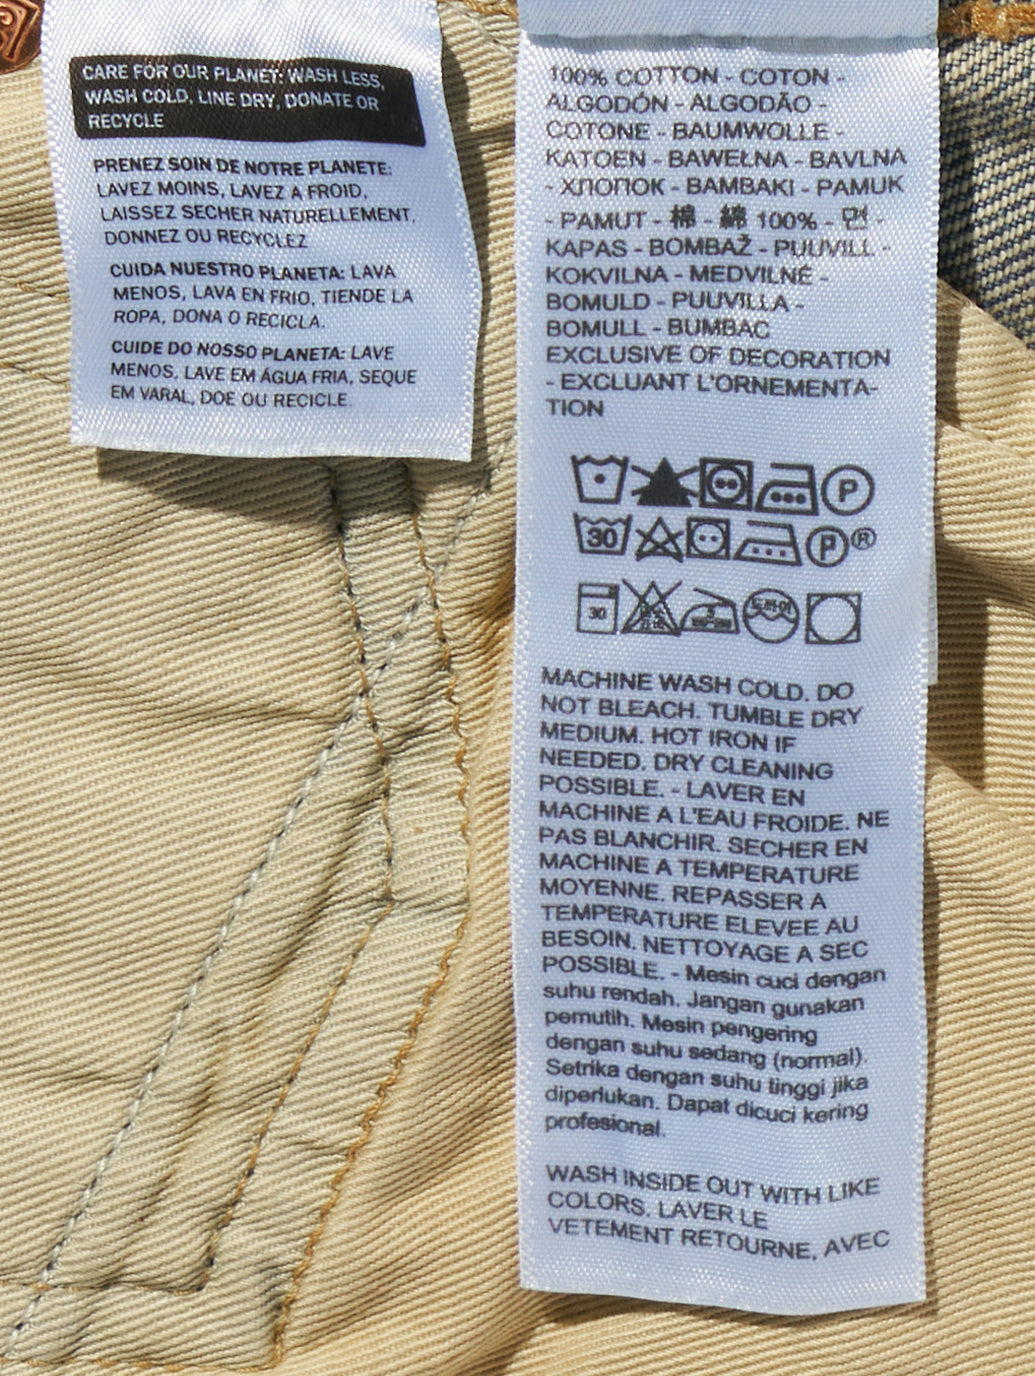 CARE FOR OUR PLANET: WASH LESS,
WASH COLD, LINE DRY, DONATE OR
RECYCLE
PRENEZ SOIN DE NOTRE PLANETE:
LAVEZ MOINS, LAVEZ A FROID,
LAISSEZ SECHER NATURELLEMENT,
DONNEZ OU RECYCLEZ
CUIDA NUESTRO PLANETA: LAVA
MENOS, LAVA EN FRIO, TIENDE LA
ROPA, DONA O RECICLA.
CUIDE DO NOSSO PLANETA: LAVE
MENOS, LAVE EM ÁGUA FRIA, SEQUE
EM VARAL, DOE OU RECICLE.
100% COTTON - COTON -
ALGODÓN - ALGODÃO -
COTONE - BAUMWOLLE -
KATOEN - BAWEŁNA - BAVLNA
- ХЛОПОК - BAMBAKI - PAMUK
- PAMUT - 棉 - 綿 100% - 면 -
KAPAS - BOMBAŽ - PUUVILL -
KOKVILNA - MEDVILNĖ -
BOMULD - PUUVILLA -
BOMULL - BUMBAC
EXCLUSIVE OF DECORATION
- EXCLUANT L'ORNEMENTA-
TION
P
30 P®
30
MACHINE WASH COLD. DO
NOT BLEACH. TUMBLE DRY
MEDIUM. HOT IRON IF
NEEDED. DRY CLEANING
POSSIBLE. - LAVER EN
MACHINE A L'EAU FROIDE. NE
PAS BLANCHIR. SECHER EN
MACHINE A TEMPERATURE
MOYENNE. REPASSER A
TEMPERATURE ELEVEE AU
BESOIN. NETTOYAGE A SEC
POSSIBLE. - Mesin cuci dengan
suhu rendah. Jangan gunakan
pemutih. Mesin pengering
dengan suhu sedang (normal).
Setrika dengan suhu tinggi jika
diperlukan. Dapat dicuci kering
profesional.
WASH INSIDE OUT WITH LIKE
COLORS. LAVER LE
VETEMENT RETOURNE, AVEC